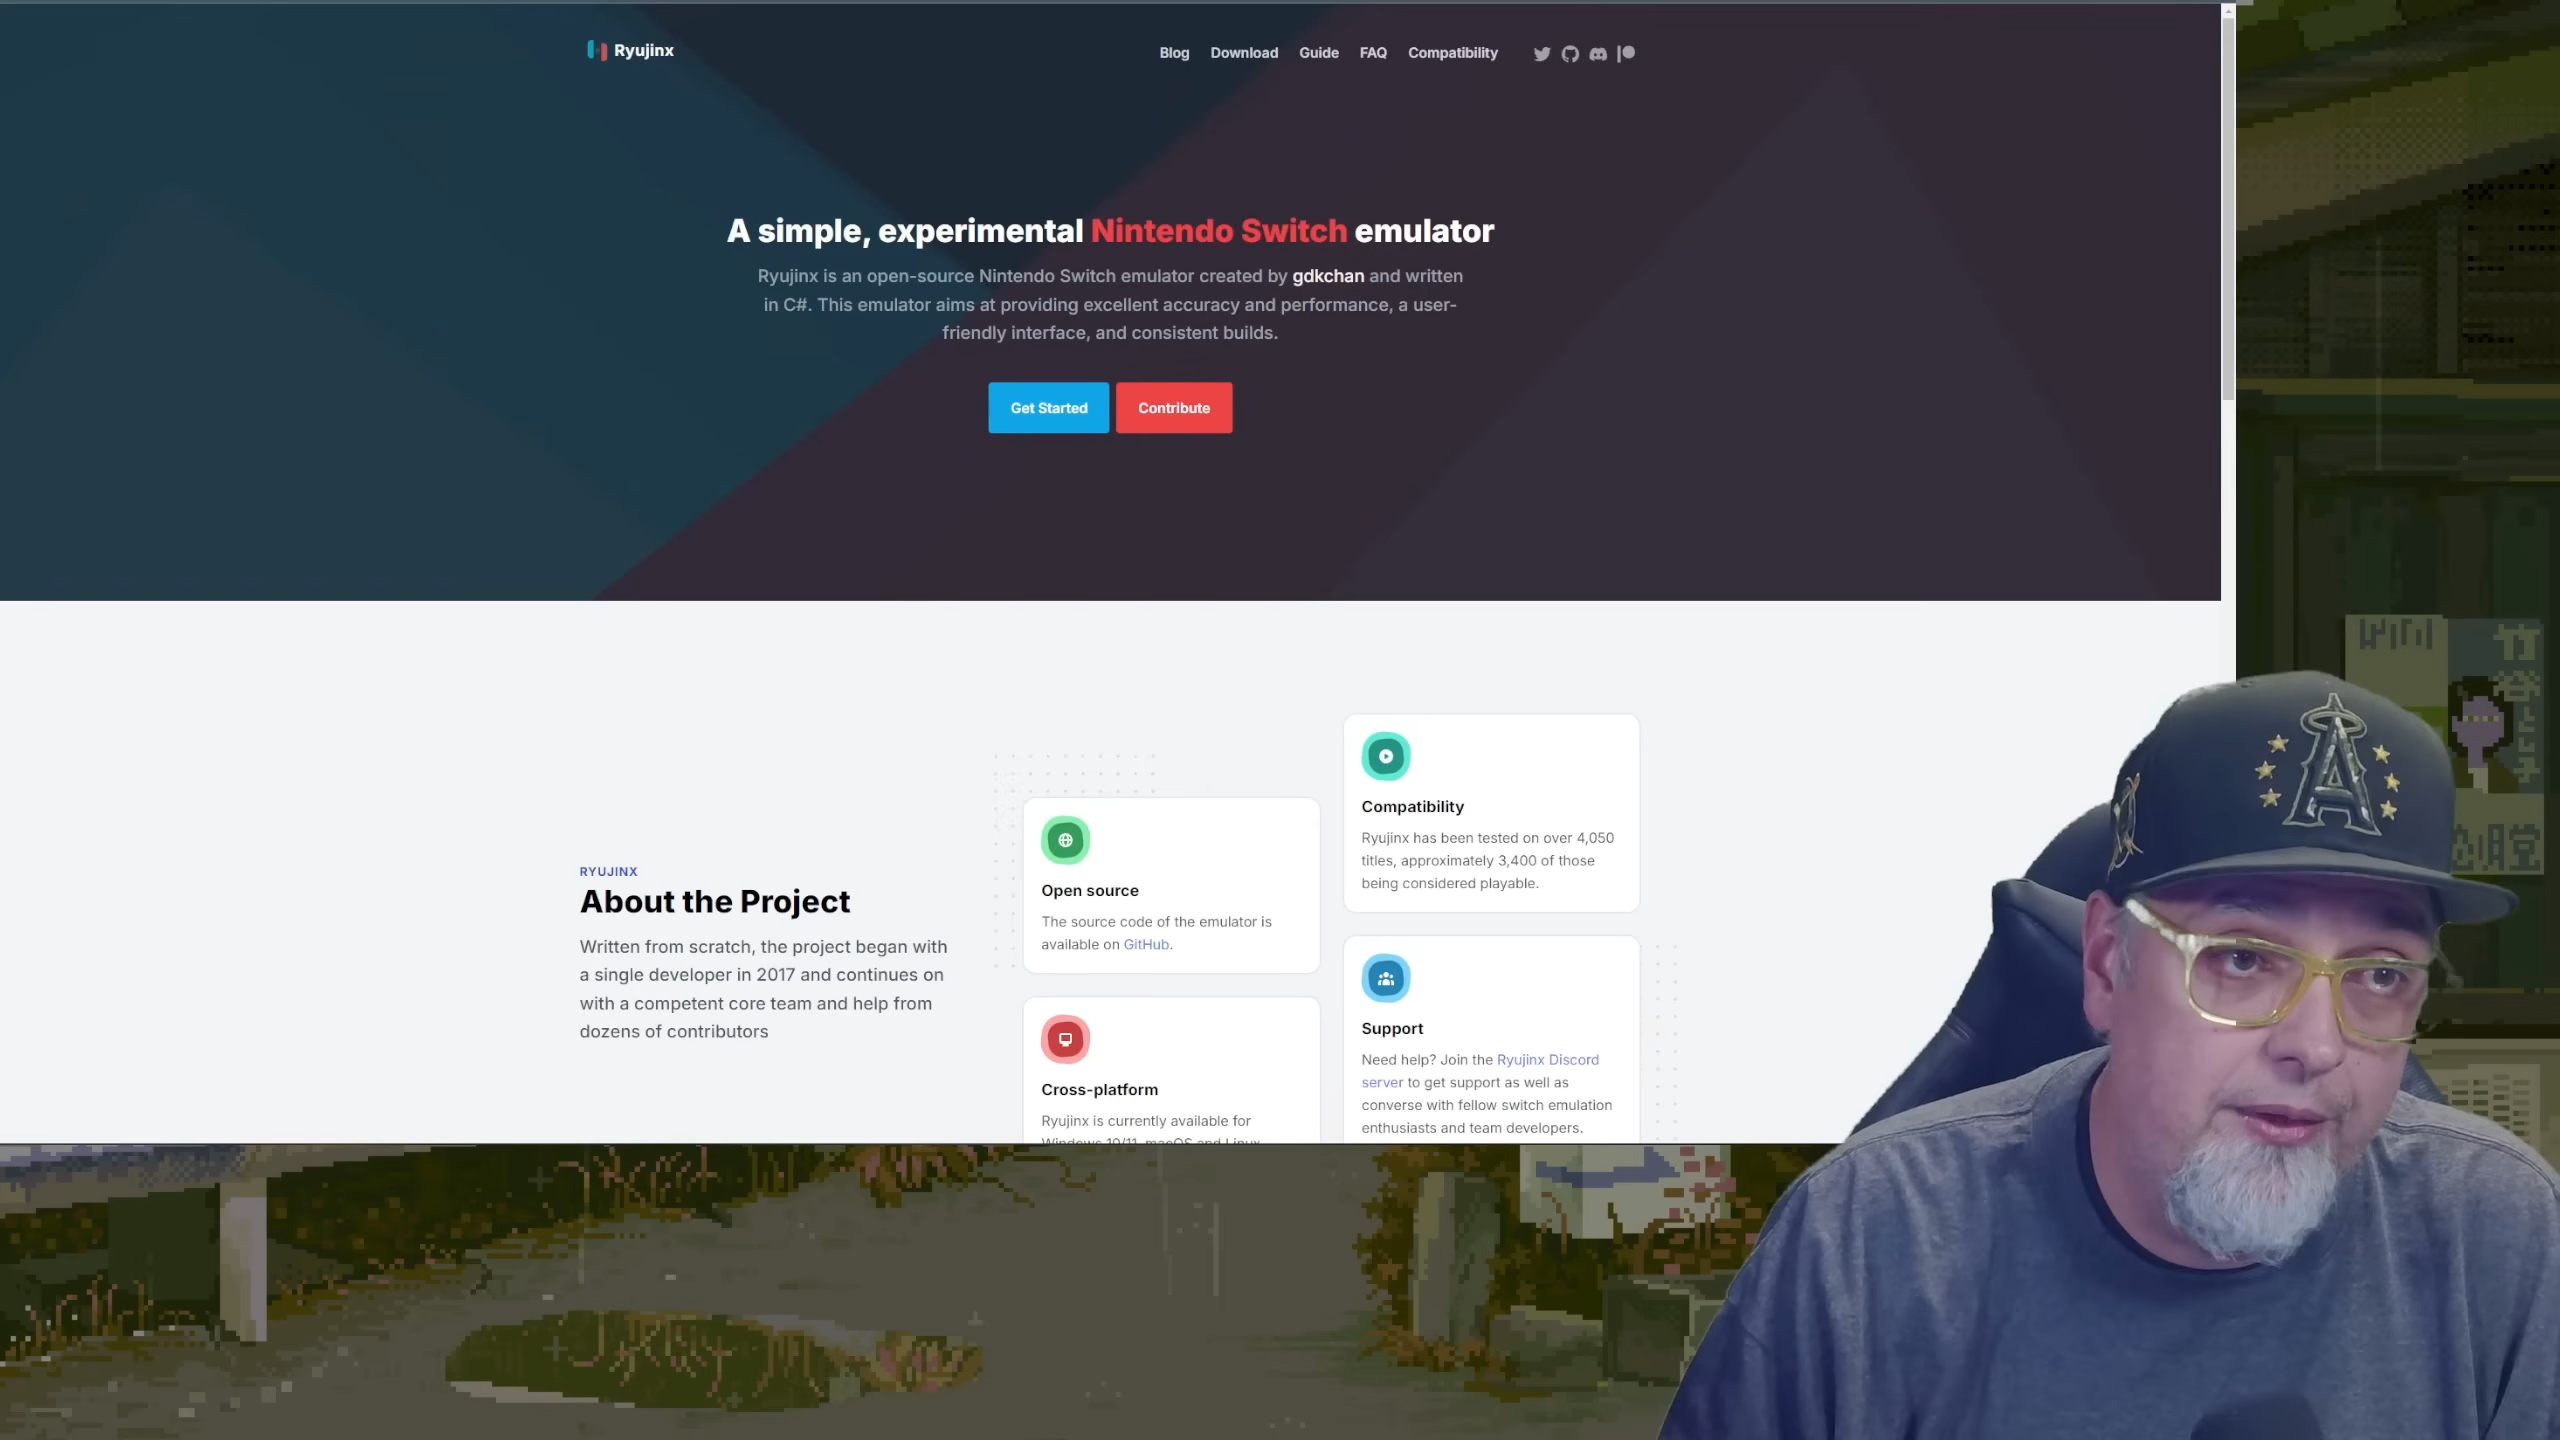 Ryujinx
Blog Download Guide FAQ Compatibility
A simple, experimental Nintendo Switch emulator
Ryujinx is an open-source Nintendo Switch emulator created by gdkchan and written
in C#. This emulator aims at providing excellent accuracy and performance, a user-
friendly interface, and consistent builds.
Get Started Contribute
RYUJINX
About the Project
Written from scratch, the project began with
a single developer in 2017 and continues on
with a competent core team and help from
dozens of contributors
Open source
The source code of the emulator is
available on GitHub.
Cross-platform
Ryujinx is currently available for
Windows 10/11, macOS and Linux
Compatibility
Ryujinx has been tested on over 4,050
titles, approximately 3,400 of those
being considered playable.
Support
Need help? Join the Ryujinx Discord
server to get support as well as
converse with fellow switch emulation
enthusiasts and team developers.
A